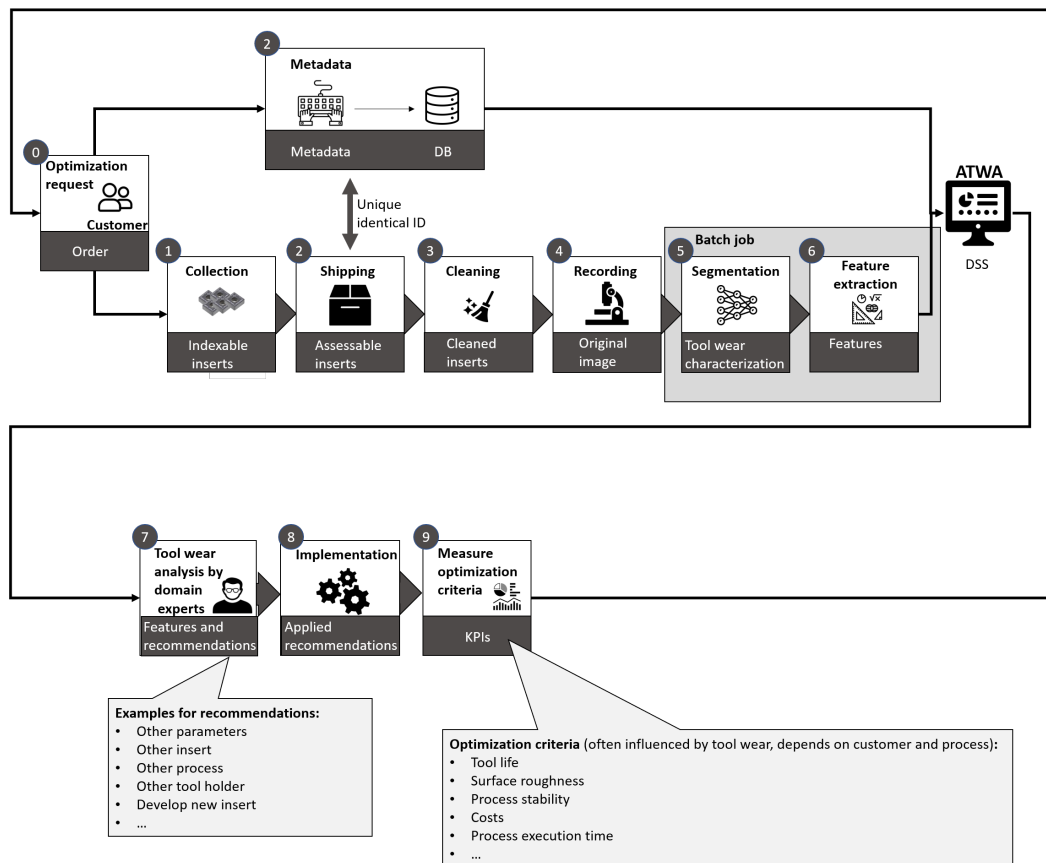 2
Metadata
Metadata
DB
0
Optimization
request
Customer
Order
Unique
identical ID
ATWA
DSS
Batch job
1
Collection
Indexable
inserts
2
Shipping
Assessable
inserts
3
Cleaning
Cleaned
inserts
4
Recording
Original
image
5
Segmentation
Tool wear
characterization
6
Feature
extraction
√x
Features
7
Tool wear
analysis by
domain
experts
Features and
recommendations
8
Implementation
Applied
recommendations
9
Measure
optimization
criteria
KPIs
Examples for recommendations:
• Other parameters
• Other insert
• Other process
• Other tool holder
• Develop new insert
• ...
Optimization criteria (often influenced by tool wear, depends on customer and process):
• Tool life
• Surface roughness
• Process stability
• Costs
• Process execution time
• ...